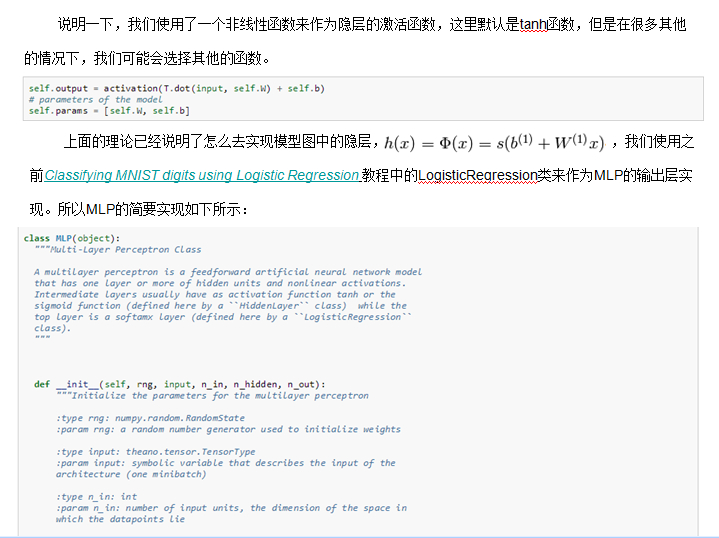 说明一下，我们使用了一个非线性函数来作为隐层的激活函数，这里默认是tanh函数，但是在很多其他
的情况下，我们可能会选择其他的函数。
self.output = activation(T.dot(input, self.W) + self.b)
# parameters of the model
self.params = [self.W, self.b]
上面的理论已经说明了怎么去实现模型图中的隐层，h(x) = Φ(x) = s(b^(1) + W^(1)x) ，我们使用之
前Classifying MNIST digits using Logistic Regression 教程中的LogisticRegression类来作为MLP的输出层实
现。所以MLP的简要实现如下所示：
class MLP(object):
"""Multi-Layer Perceptron Class
A multilayer perceptron is a feedforward artificial neural network model
that has one layer or more of hidden units and nonlinear activations.
Intermediate layers usually have as activation function tanh or the
sigmoid function (defined here by a ``HiddenLayer`` class)  while the
top layer is a softamx layer (defined here by a ``LogisticRegression``
class).
"""
def __init__(self, rng, input, n_in, n_hidden, n_out):
"""Initialize the parameters for the multilayer perceptron
:type rng: numpy.random.RandomState
:param rng: a random number generator used to initialize weights
:type input: theano.tensor.TensorType
:param input: symbolic variable that describes the input of the
architecture (one minibatch)
:type n_in: int
:param n_in: number of input units, the dimension of the space in
which the datapoints lie